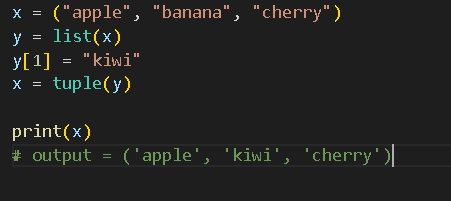 x = ("apple", "banana", "cherry")
y = list(x)
y[1] = "kiwi"
x = tuple(y)
print(x)
# output = ('apple', 'kiwi', 'cherry')